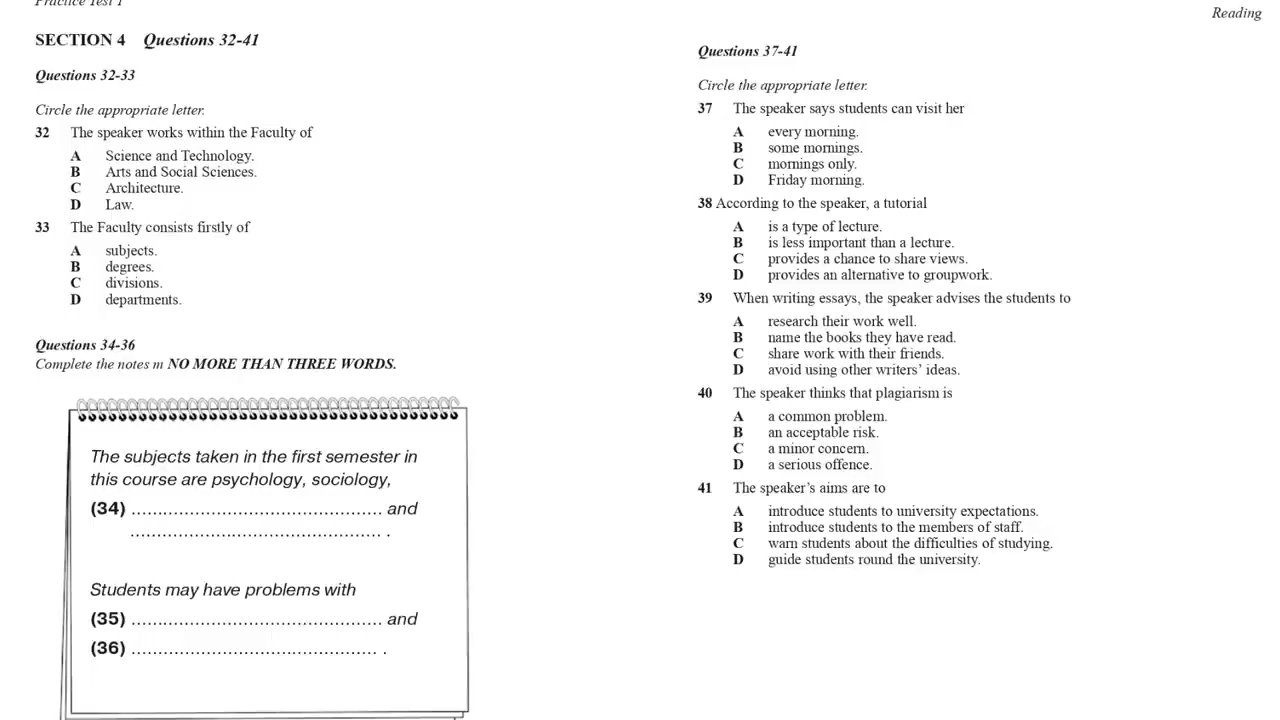 Practice Test 1
SECTION 4 Questions 32-41
Questions 32-33
Circle the appropriate letter.
32 The speaker works within the Faculty of
A Science and Technology.
B Arts and Social Sciences.
C Architecture.
D Law.
33 The Faculty consists firstly of
A subjects.
B degrees.
C divisions.
D departments.
Questions 34-36
Complete the notes m NO MORE THAN THREE WORDS.
The subjects taken in the first semester in
this course are psychology, sociology,
(34) ............................................... and
............................................... .
Students may have problems with
(35) ............................................... and
(36) .............................................. .
Reading
Questions 37-41
Circle the appropriate letter.
37 The speaker says students can visit her
A every morning.
B some mornings.
C mornings only.
D Friday morning.
38 According to the speaker, a tutorial
A is a type of lecture.
B is less important than a lecture.
C provides a chance to share views.
D provides an alternative to groupwork.
39 When writing essays, the speaker advises the students to
A research their work well.
B name the books they have read.
C share work with their friends.
D avoid using other writers' ideas.
40 The speaker thinks that plagiarism is
A a common problem.
B an acceptable risk.
C a minor concern.
D a serious offence.
41 The speaker's aims are to
A introduce students to university expectations.
B introduce students to the members of staff.
C warn students about the difficulties of studying.
D guide students round the university.